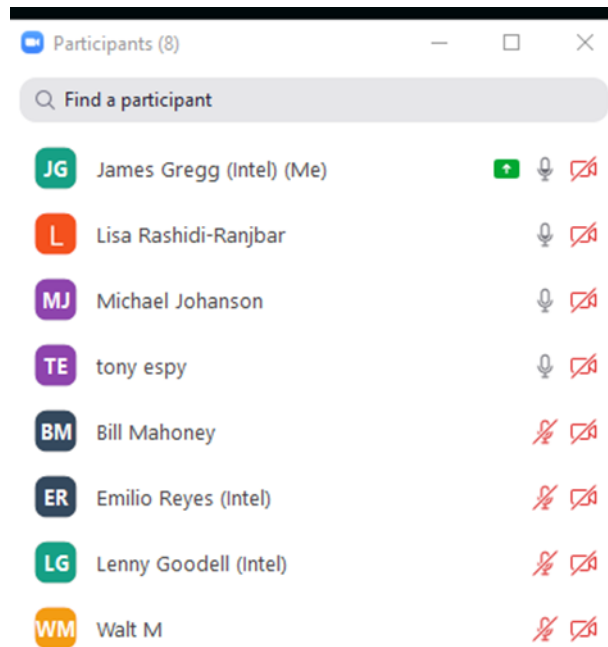 Participants (8)
Find a participant
JG James Gregg (Intel) (Me)
L Lisa Rashidi-Ranjbar
MJ Michael Johanson
TE tony espy
BM Bill Mahoney
ER Emilio Reyes (Intel)
LG Lenny Goodell (Intel)
WM Walt M